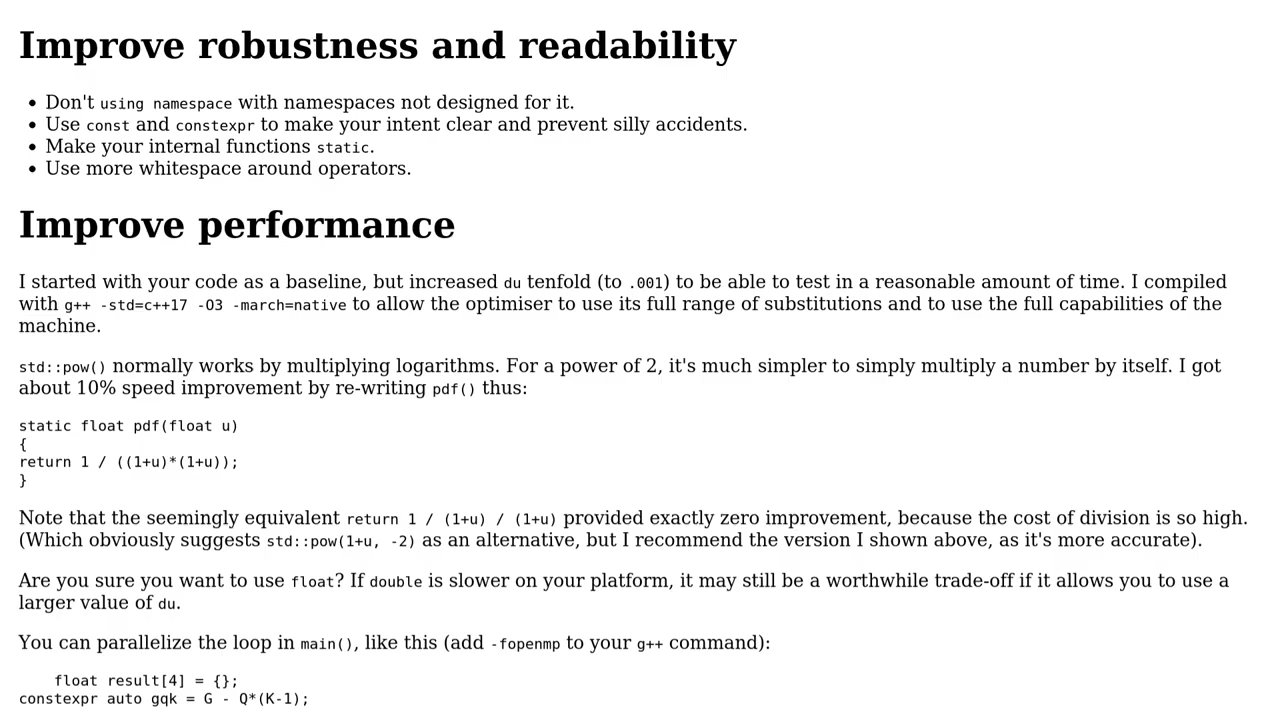 Improve robustness and readability
• Don't using namespace with namespaces not designed for it.
• Use const and constexpr to make your intent clear and prevent silly accidents.
• Make your internal functions static.
• Use more whitespace around operators.
Improve performance
I started with your code as a baseline, but increased du tenfold (to .001) to be able to test in a reasonable amount of time. I compiled
with g++ -std=c++17 -O3 -march=native to allow the optimiser to use its full range of substitutions and to use the full capabilities of the
machine.
std::pow() normally works by multiplying logarithms. For a power of 2, it's much simpler to simply multiply a number by itself. I got
about 10% speed improvement by re-writing pdf() thus:
static float pdf(float u)
{
return 1 / ((1+u)*(1+u));
}
Note that the seemingly equivalent return 1 / (1+u) / (1+u) provided exactly zero improvement, because the cost of division is so high.
(Which obviously suggests std::pow(1+u, -2) as an alternative, but I recommend the version I shown above, as it's more accurate).
Are you sure you want to use float? If double is slower on your platform, it may still be a worthwhile trade-off if it allows you to use a
larger value of du.
You can parallelize the loop in main(), like this (add -fopenmp to your g++ command):
    float result[4] = {};
constexpr auto gqk = G - Q*(K-1);